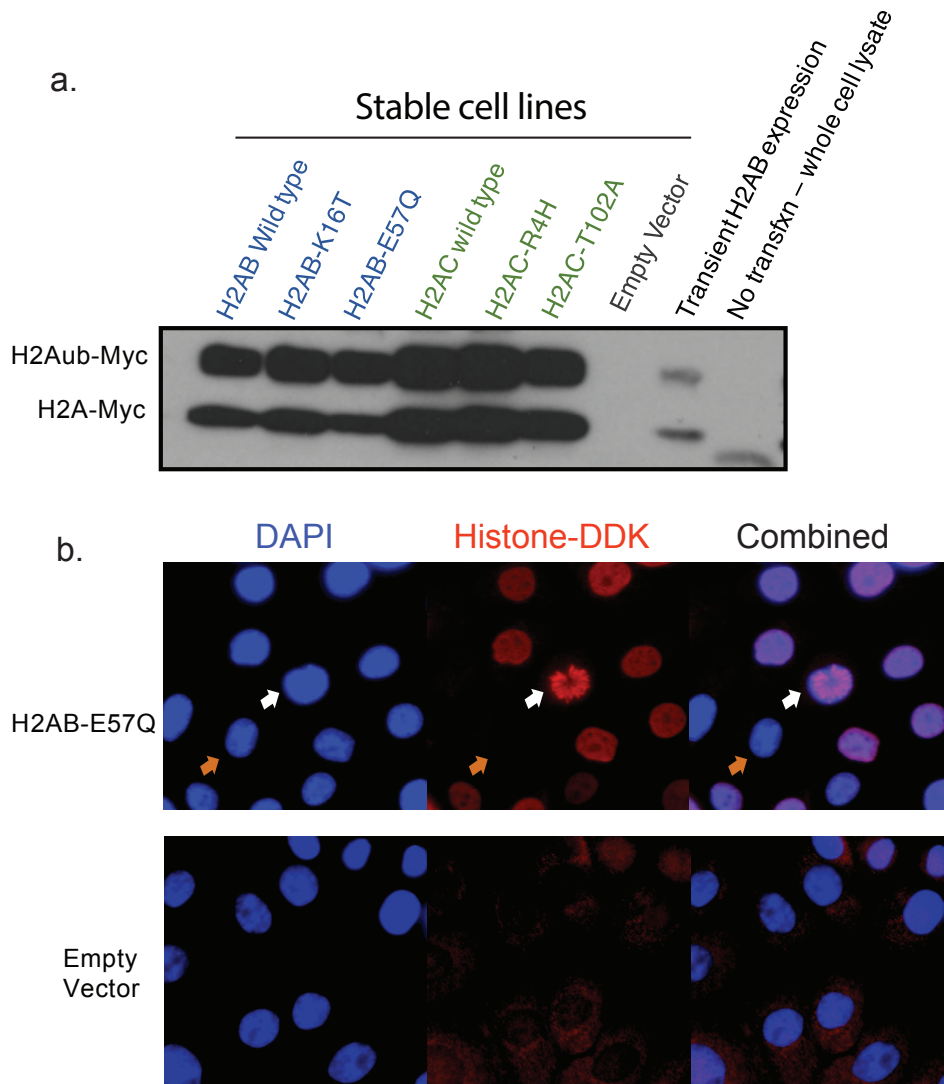 a.
Stable cell lines
H2AB Wild type
H2AB-K16T
H2AB-E57Q
H2AC wild type
H2AC-R4H
H2AC-T102A
Empty Vector
Transient H2AB expression
No transfxn – whole cell lysate
H2Aub-Myc
H2A-Myc
b.
DAPI
Histone-DDK
Combined
H2AB-E57Q
Empty
Vector